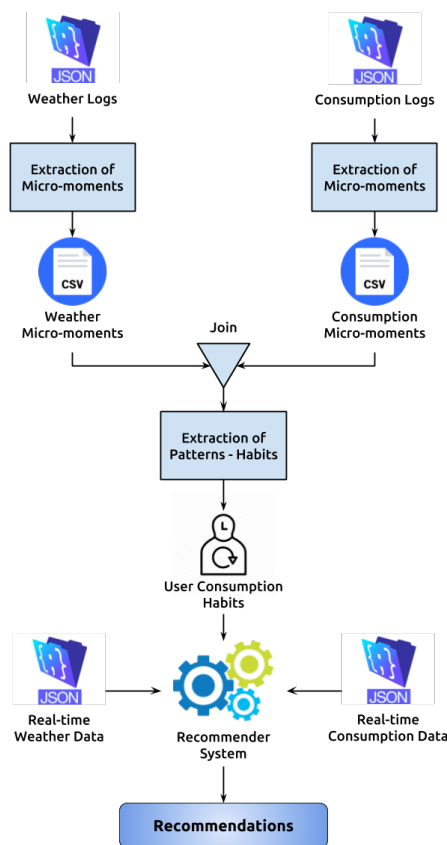 JSON
JSON
Weather Logs
Consumption Logs
Extraction of
Micro-moments
Extraction of
Micro-moments
CSV
CSV
Weather
Micro-moments
Consumption
Micro-moments
Join
Extraction of
Patterns - Habits
User Consumption
Habits
JSON
JSON
Real-time
Weather Data
Recommender
System
Real-time
Consumption Data
Recommendations